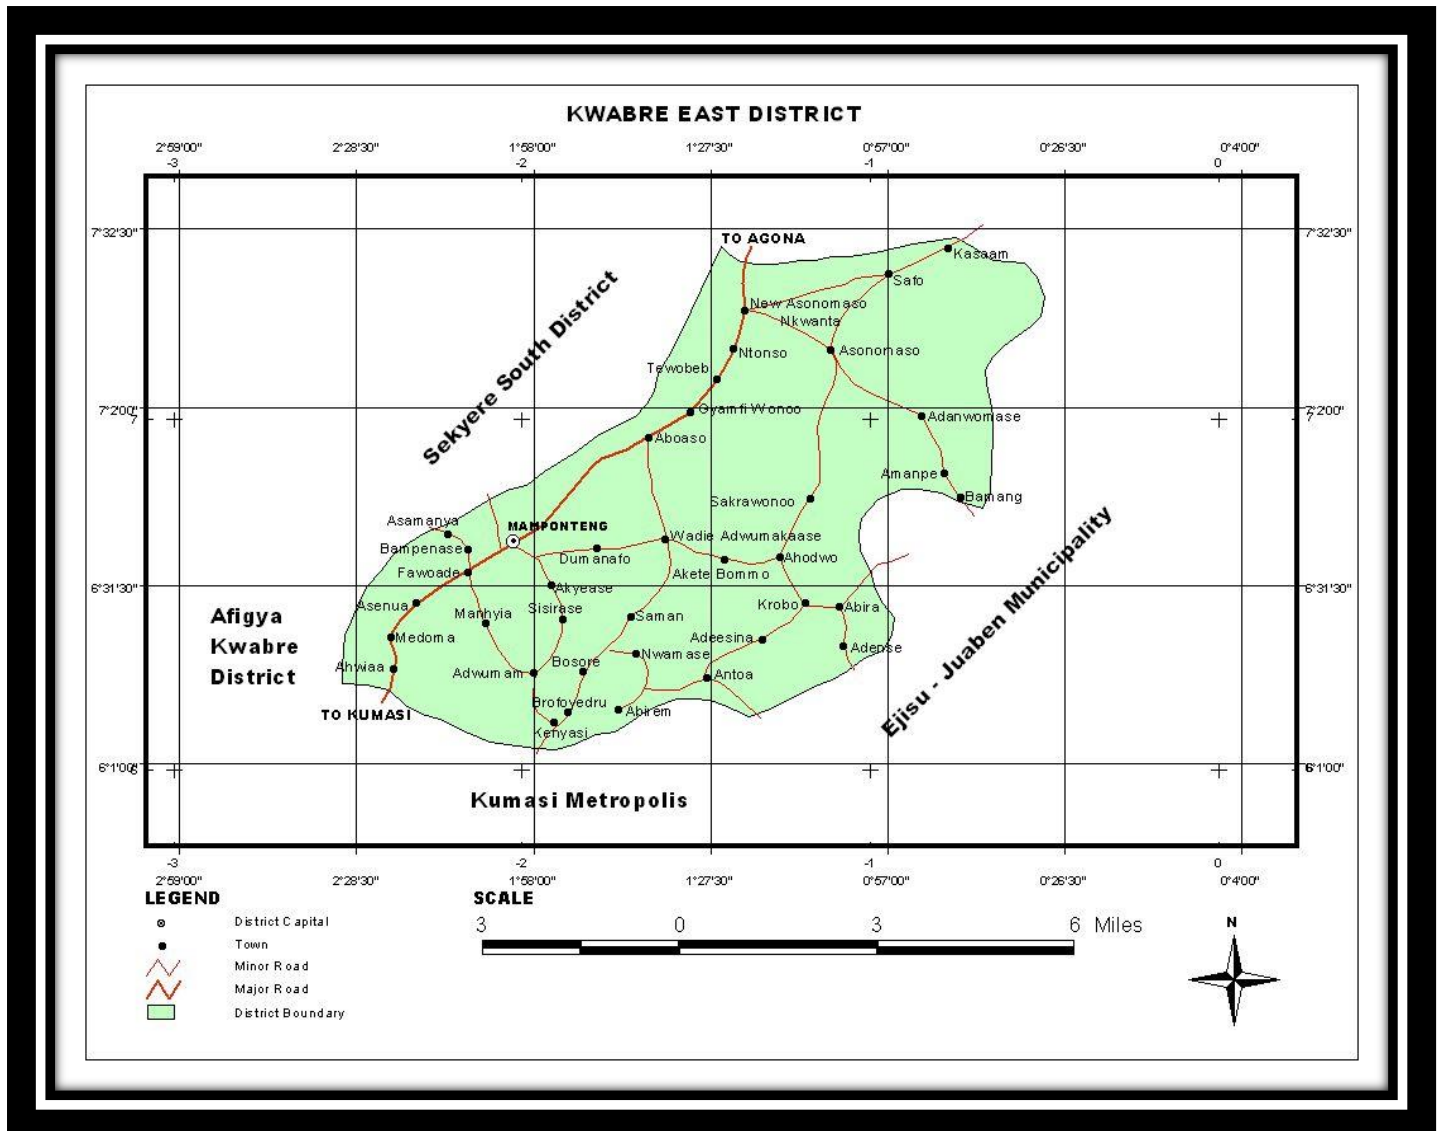 KWABRE EAST DISTRICT
2°59'00" 2°28'30" 1°58'00" 1°27'30" 0°57'00" 0°26'30" 0°4'00"
-3 -2 -1 0
7°32'30" 7°32'30"
TO AGONA
Kasaam
Safo
New Asonomaso
Nkwanta
Ntonso
Asonomaso
Tewobeb
Sekyere South District
Gyamfi Wonoo
7°2'00" 7°2'00"
7
Adanwomase
Aboaso
Amanpe
Sakrawonoo
Bamang
Asamanya
MAMPONTENG
Wadie Adwumakaase
Bampenase
Dumanafo
Ahodwo
Fawoade
Akete Bommo
6°31'30" 6°31'30"
Akyease
Asenua
Manhyia
Sisirase
Saman
Krobo
Abira
Afigya
Kwabre
District
Medoma
Adeesina
Adense
Nwamase
Ahwiaa
Bosore
Adwumam
Antoa
Ejisu - Juaben Municipality
Brofoyedru
Abirem
TO KUMASI
Kenyasi
6°1'00" 6°1'00"
6
Kumasi Metropolis
-3 -2 -1 0
2°59'00" 2°28'30" 1°58'00" 1°27'30" 0°57'00" 0°26'30" 0°4'00"
LEGEND
District Capital
Town
Minor Road
Major Road
District Boundary
SCALE
3 0 3 6 Miles
N